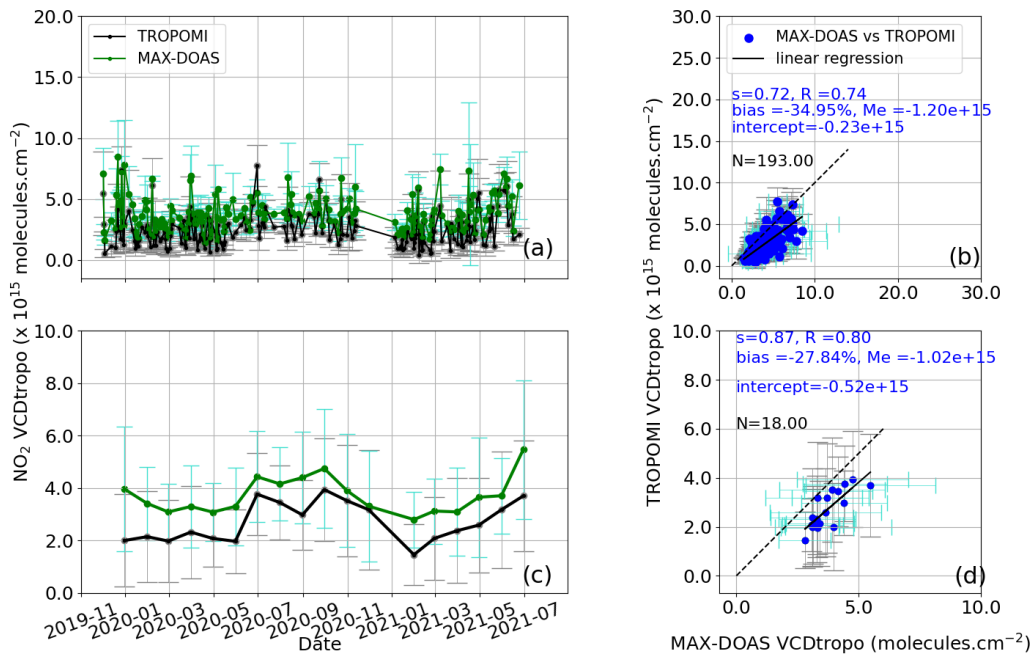 20.0
15.0
10.0
5.0
0.0
TROPOMI
MAX-DOAS
(a)
30.0
25.0
20.0
15.0
10.0
5.0
0.0
MAX-DOAS vs TROPOMI
linear regression
s=0.72, R =0.74
bias =-34.95%, Me =-1.20e+15
intercept=-0.23e+15
N=193.00
(b)
0.0 10.0 20.0 30.0
NO₂ VCDtropo (x 10¹⁵ molecules.cm⁻²)
TROPOMI VCDtropo (x 10¹⁵ molecules.cm⁻²)
10.0
8.0
6.0
4.0
2.0
0.0
(c)
2019-11 2020-01 2020-03 2020-05 2020-07 2020-09 2020-11 2021-01 2021-03 2021-05 2021-07
Date
10.0
8.0
6.0
4.0
2.0
0.0
s=0.87, R =0.80
bias =-27.84%, Me =-1.02e+15
intercept=-0.52e+15
N=18.00
(d)
0.0 5.0 10.0
MAX-DOAS VCDtropo (molecules.cm⁻²)